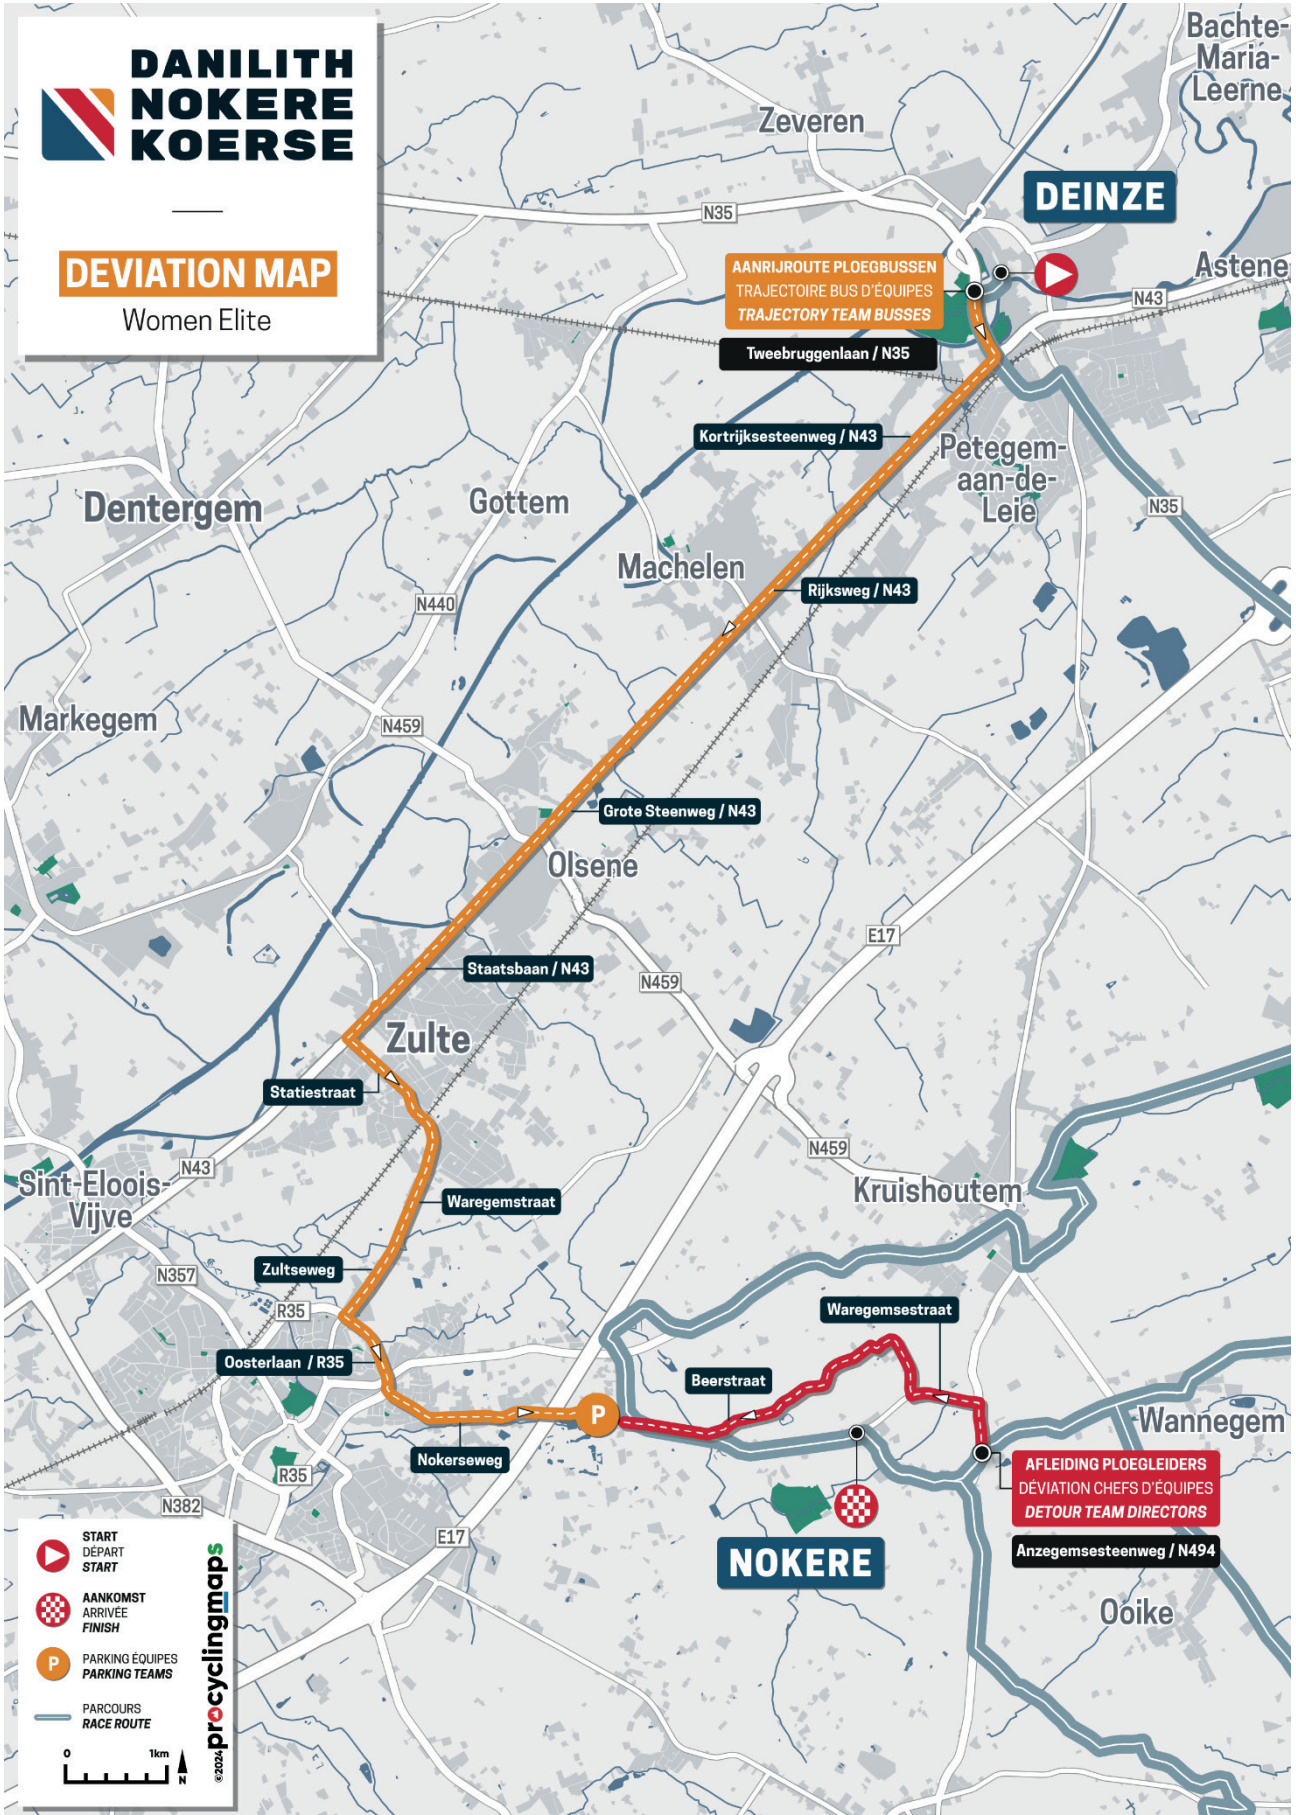 DANILITH
NOKERE
KOERSE
DEVIATION MAP
Women Elite
Bachte-
Maria-
Leerne
Zeveren
N35
DEINZE
AANRIJROUTE PLOEGBUSSEN
TRAJECTOIRE BUS D'ÉQUIPES
TRAJECTORY TEAM BUSSES
Astene
N43
Tweebruggenlaan / N35
Kortrijksesteenweg / N43
Petegem-
aan-de-
Leie
Dentergem
Gottem
N35
Machelen
Rijksweg / N43
N440
Markegem
N459
Grote Steenweg / N43
Olsene
E17
Staatsbaan / N43
N459
Zulte
Statiestraat
N459
N43
Sint-Eloois-
Vijve
Kruishoutem
Waregemstraat
Zultseweg
N357
R35
Waregemsestraat
Oosterlaan / R35
Beerstraat
P
Wannegem
Nokerseweg
AFLEIDING PLOEGLEIDERS
DÉVIATION CHEFS D'ÉQUIPES
DETOUR TEAM DIRECTORS
R35
N382
E17
NOKERE
Anzegemsesteenweg / N494
Ooike
START
DÉPART
START
AANKOMST
ARRIVÉE
FINISH
P
PARKING ÉQUIPES
PARKING TEAMS
PARCOURS
RACE ROUTE
0 1km
N
©2024 procyclingmaps